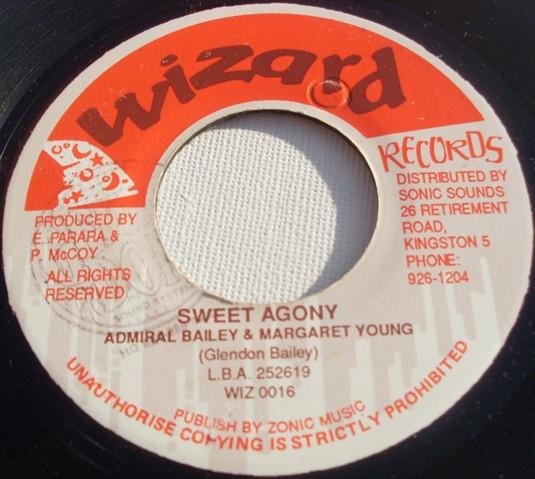 wizard
RECORDS
DISTRIBUTED BY
SONIC SOUNDS
26 RETIREMENT
ROAD,
KINGSTON 5
PHONE:
926-1204
PRODUCED BY
E. PARARA &
P. McCOY
ALL RIGHTS
RESERVED
SWEET AGONY
ADMIRAL BAILEY & MARGARET YOUNG
(Glendon Bailey)
L.B.A. 252619
WIZ 0016
PUBLISH BY ZONIC MUSIC
UNAUTHORISE COPYING IS STRICTLY PROHIBITED